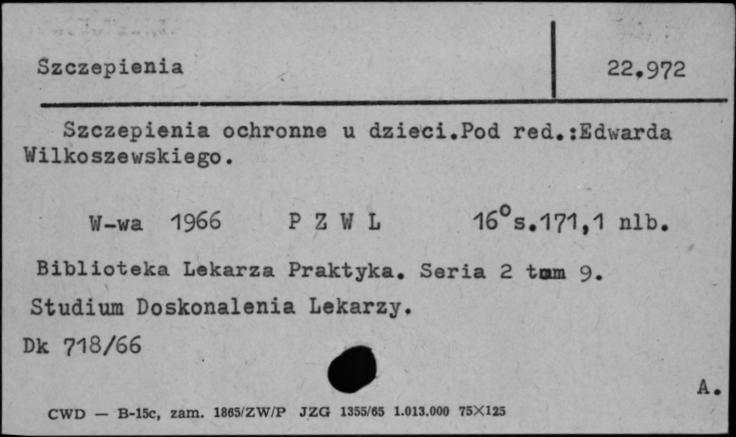 Szczepienia 22.972
Szczepienia ochronne u dzieci.Pod red.:Edwarda
Wilkoszewskiego.
W-wa 1966 P Z W L 16°s.171,1 nlb.
Biblioteka Lekarza Praktyka. Seria 2 tom 9.
Studium Doskonalenia Lekarzy.
Dk 718/66
A.
CWD — B-15c, zam. 1865/ZW/P JZG 1355/65 1.013.000 75×125